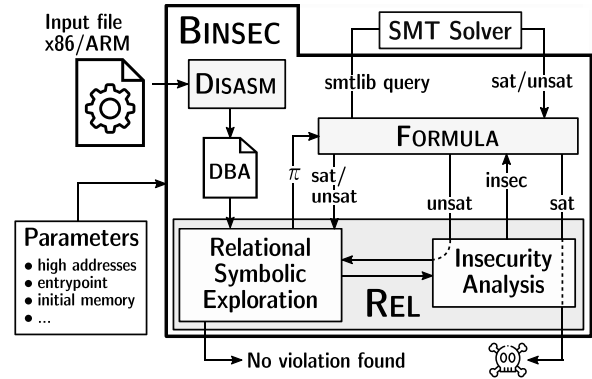 Input file
x86/ARM
BINSEC
SMT Solver
DISASM
smtlib query
sat/unsat
FORMULA
DBA
π
sat/
unsat
unsat
insec
sat
Parameters
● high addresses
● entrypoint
● initial memory
● ...
Relational
Symbolic
Exploration
Insecurity
Analysis
REL
No violation found